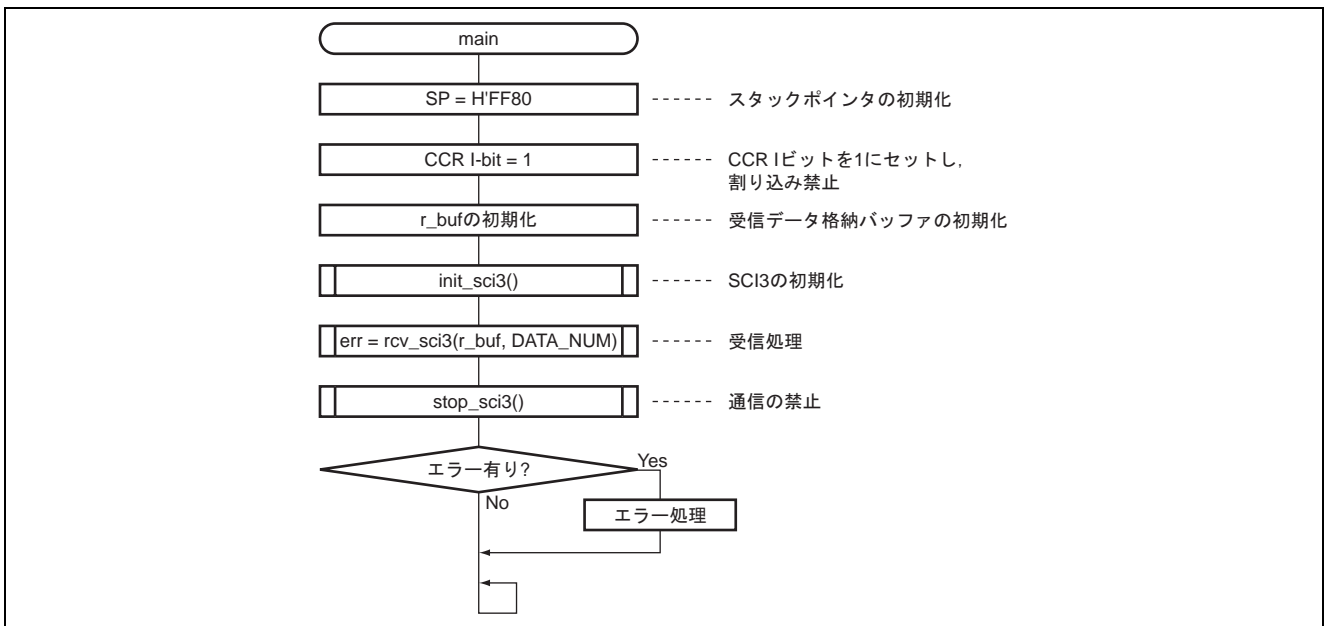 main
SP = H'FF80
------ スタックポインタの初期化
CCR I-bit = 1
------ CCR Iビットを1にセットし,
割り込み禁止
r_bufの初期化
------ 受信データ格納バッファの初期化
init_sci3()
------ SCI3の初期化
err = rcv_sci3(r_buf, DATA_NUM)
------ 受信処理
stop_sci3()
------ 通信の禁止
エラー有り?
Yes
No
エラー処理